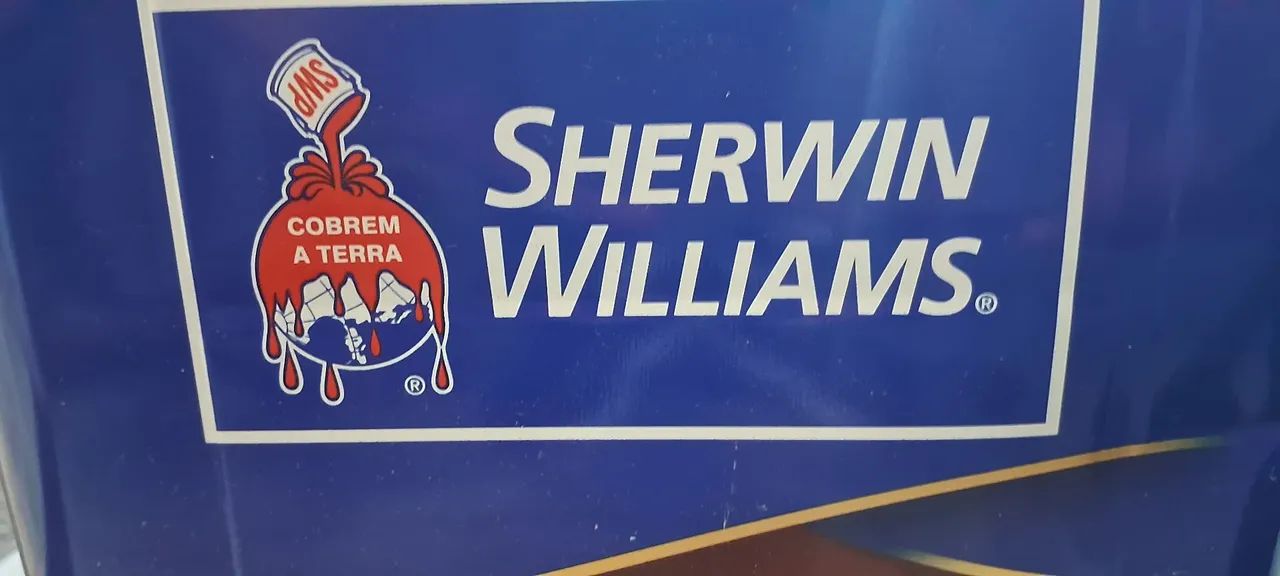 SWP
COBREM
A TERRA
®
SHERWIN
WILLIAMS®